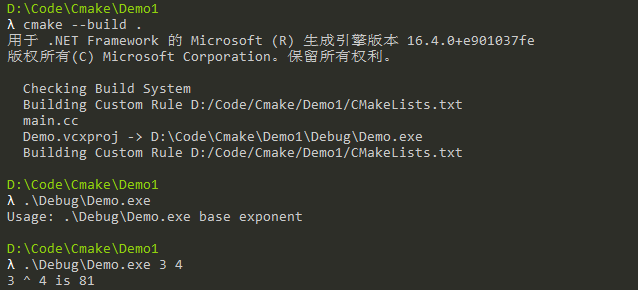 D:\Code\Cmake\Demo1
λ cmake --build .
用于 .NET Framework 的 Microsoft (R) 生成引擎版本 16.4.0+e901037fe
版权所有(C) Microsoft Corporation。保留所有权利。
Checking Build System
Building Custom Rule D:/Code/Cmake/Demo1/CMakeLists.txt
main.cc
Demo.vcxproj -> D:\Code\Cmake\Demo1\Debug\Demo.exe
Building Custom Rule D:/Code/Cmake/Demo1/CMakeLists.txt
D:\Code\Cmake\Demo1
λ .\Debug\Demo.exe
Usage: .\Debug\Demo.exe base exponent
D:\Code\Cmake\Demo1
λ .\Debug\Demo.exe 3 4
3 ^ 4 is 81